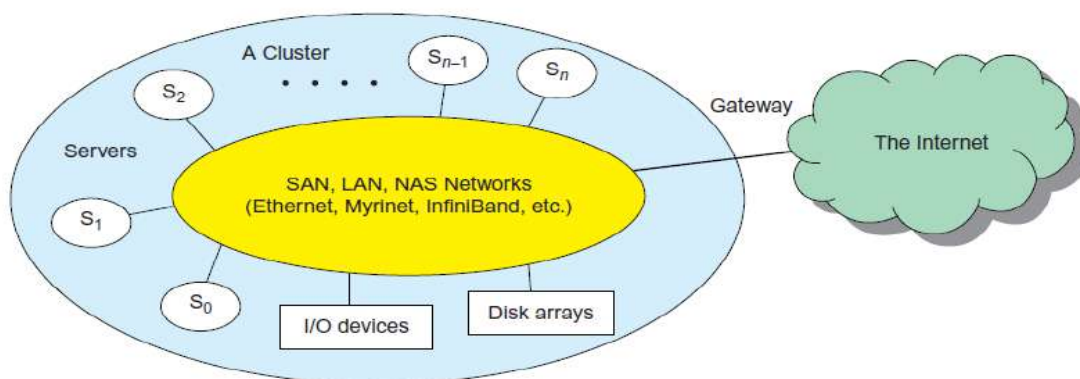 A Cluster
S₂
• • • •
Sₙ₋₁
Sₙ
Gateway
The Internet
Servers
SAN, LAN, NAS Networks
(Ethernet, Myrinet, InfiniBand, etc.)
S₁
S₀
I/O devices
Disk arrays